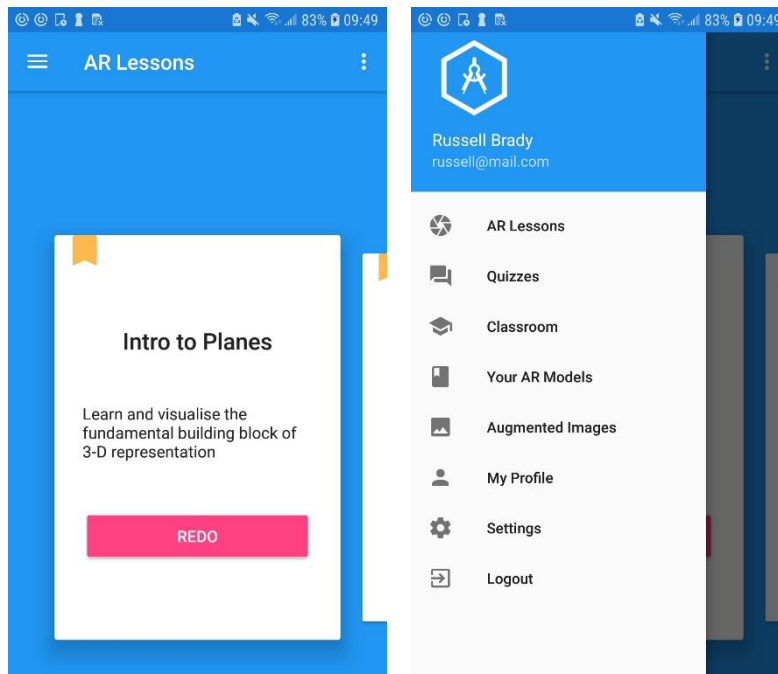 83% 09:49
AR Lessons
Intro to Planes
Learn and visualise the
fundamental building block of
3-D representation
REDO
83% 09:49
Russell Brady
russell@mail.com
AR Lessons
Quizzes
Classroom
Your AR Models
Augmented Images
My Profile
Settings
Logout